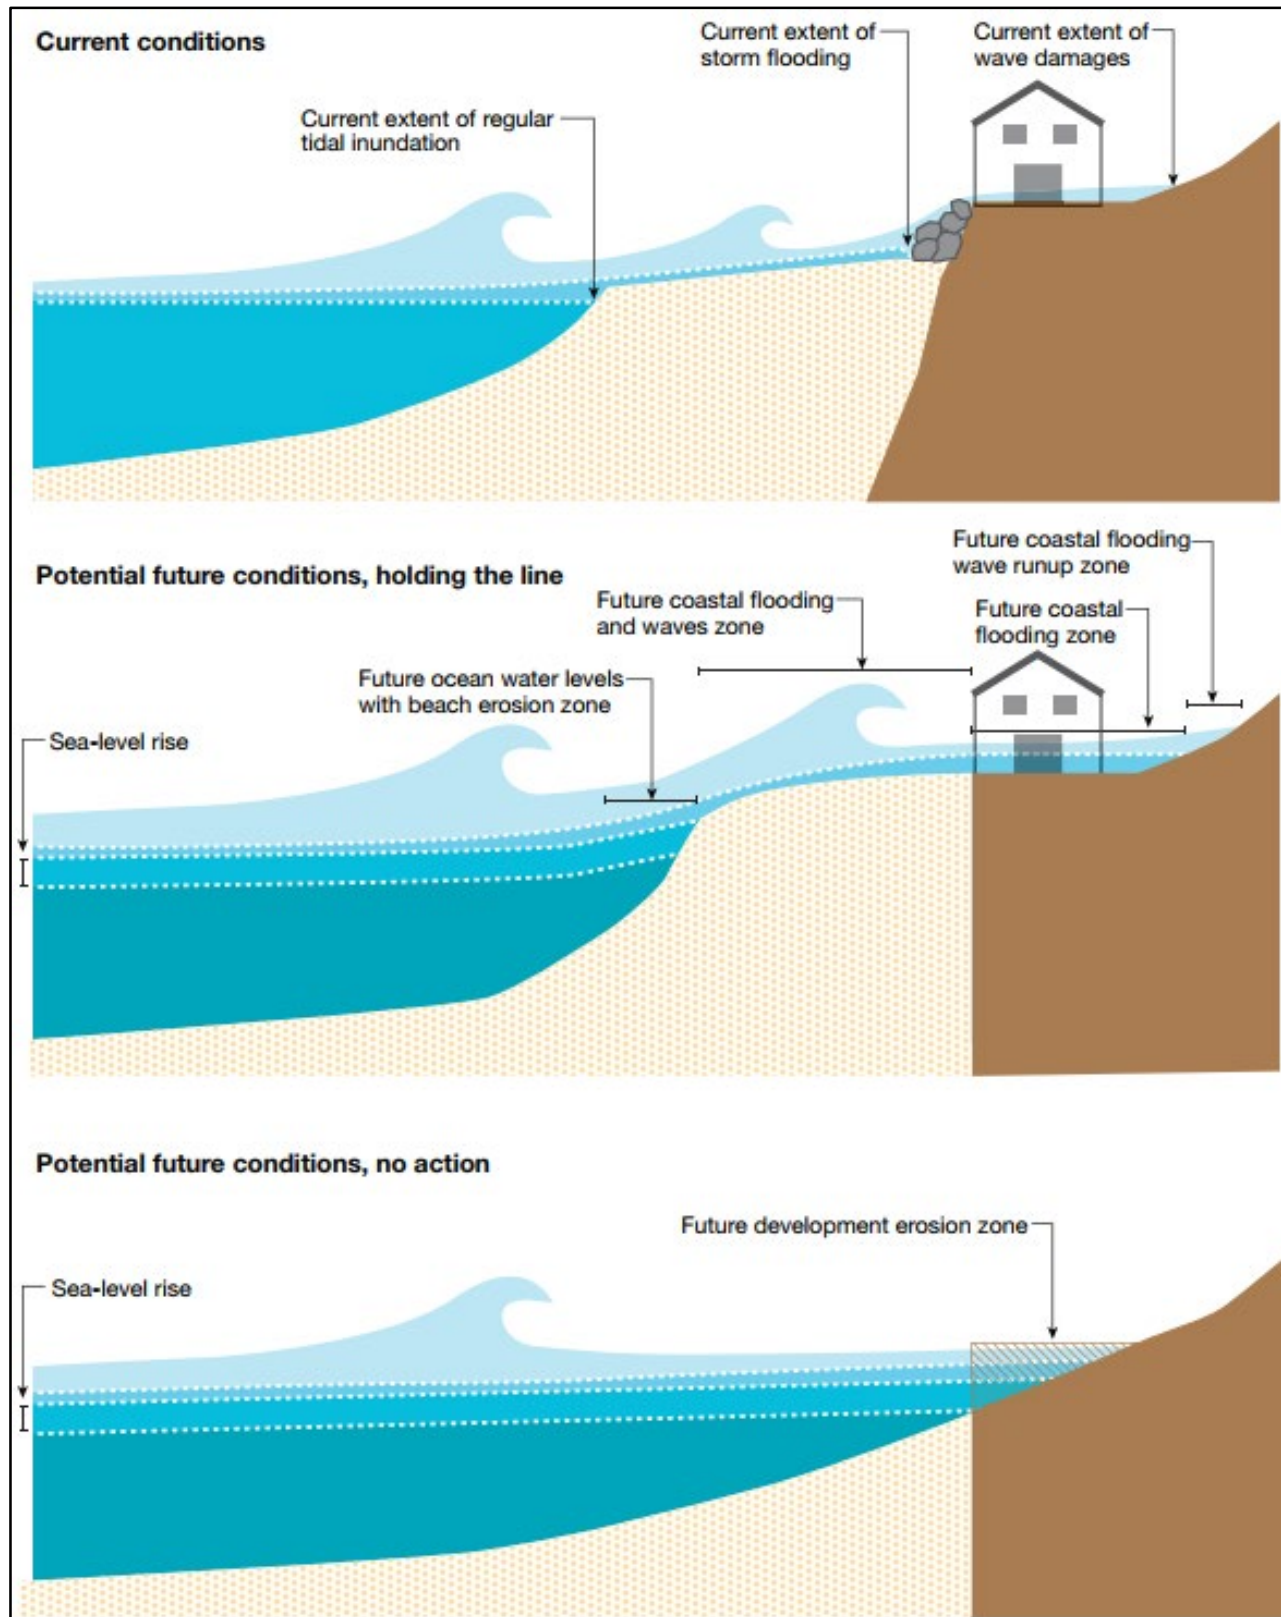 Current conditions
Current extent of
storm flooding
Current extent of
wave damages
Current extent of regular
tidal inundation
Potential future conditions, holding the line
Future coastal flooding
wave runup zone
Future coastal flooding
and waves zone
Future coastal
flooding zone
Future ocean water levels
with beach erosion zone
Sea-level rise
Potential future conditions, no action
Future development erosion zone
Sea-level rise